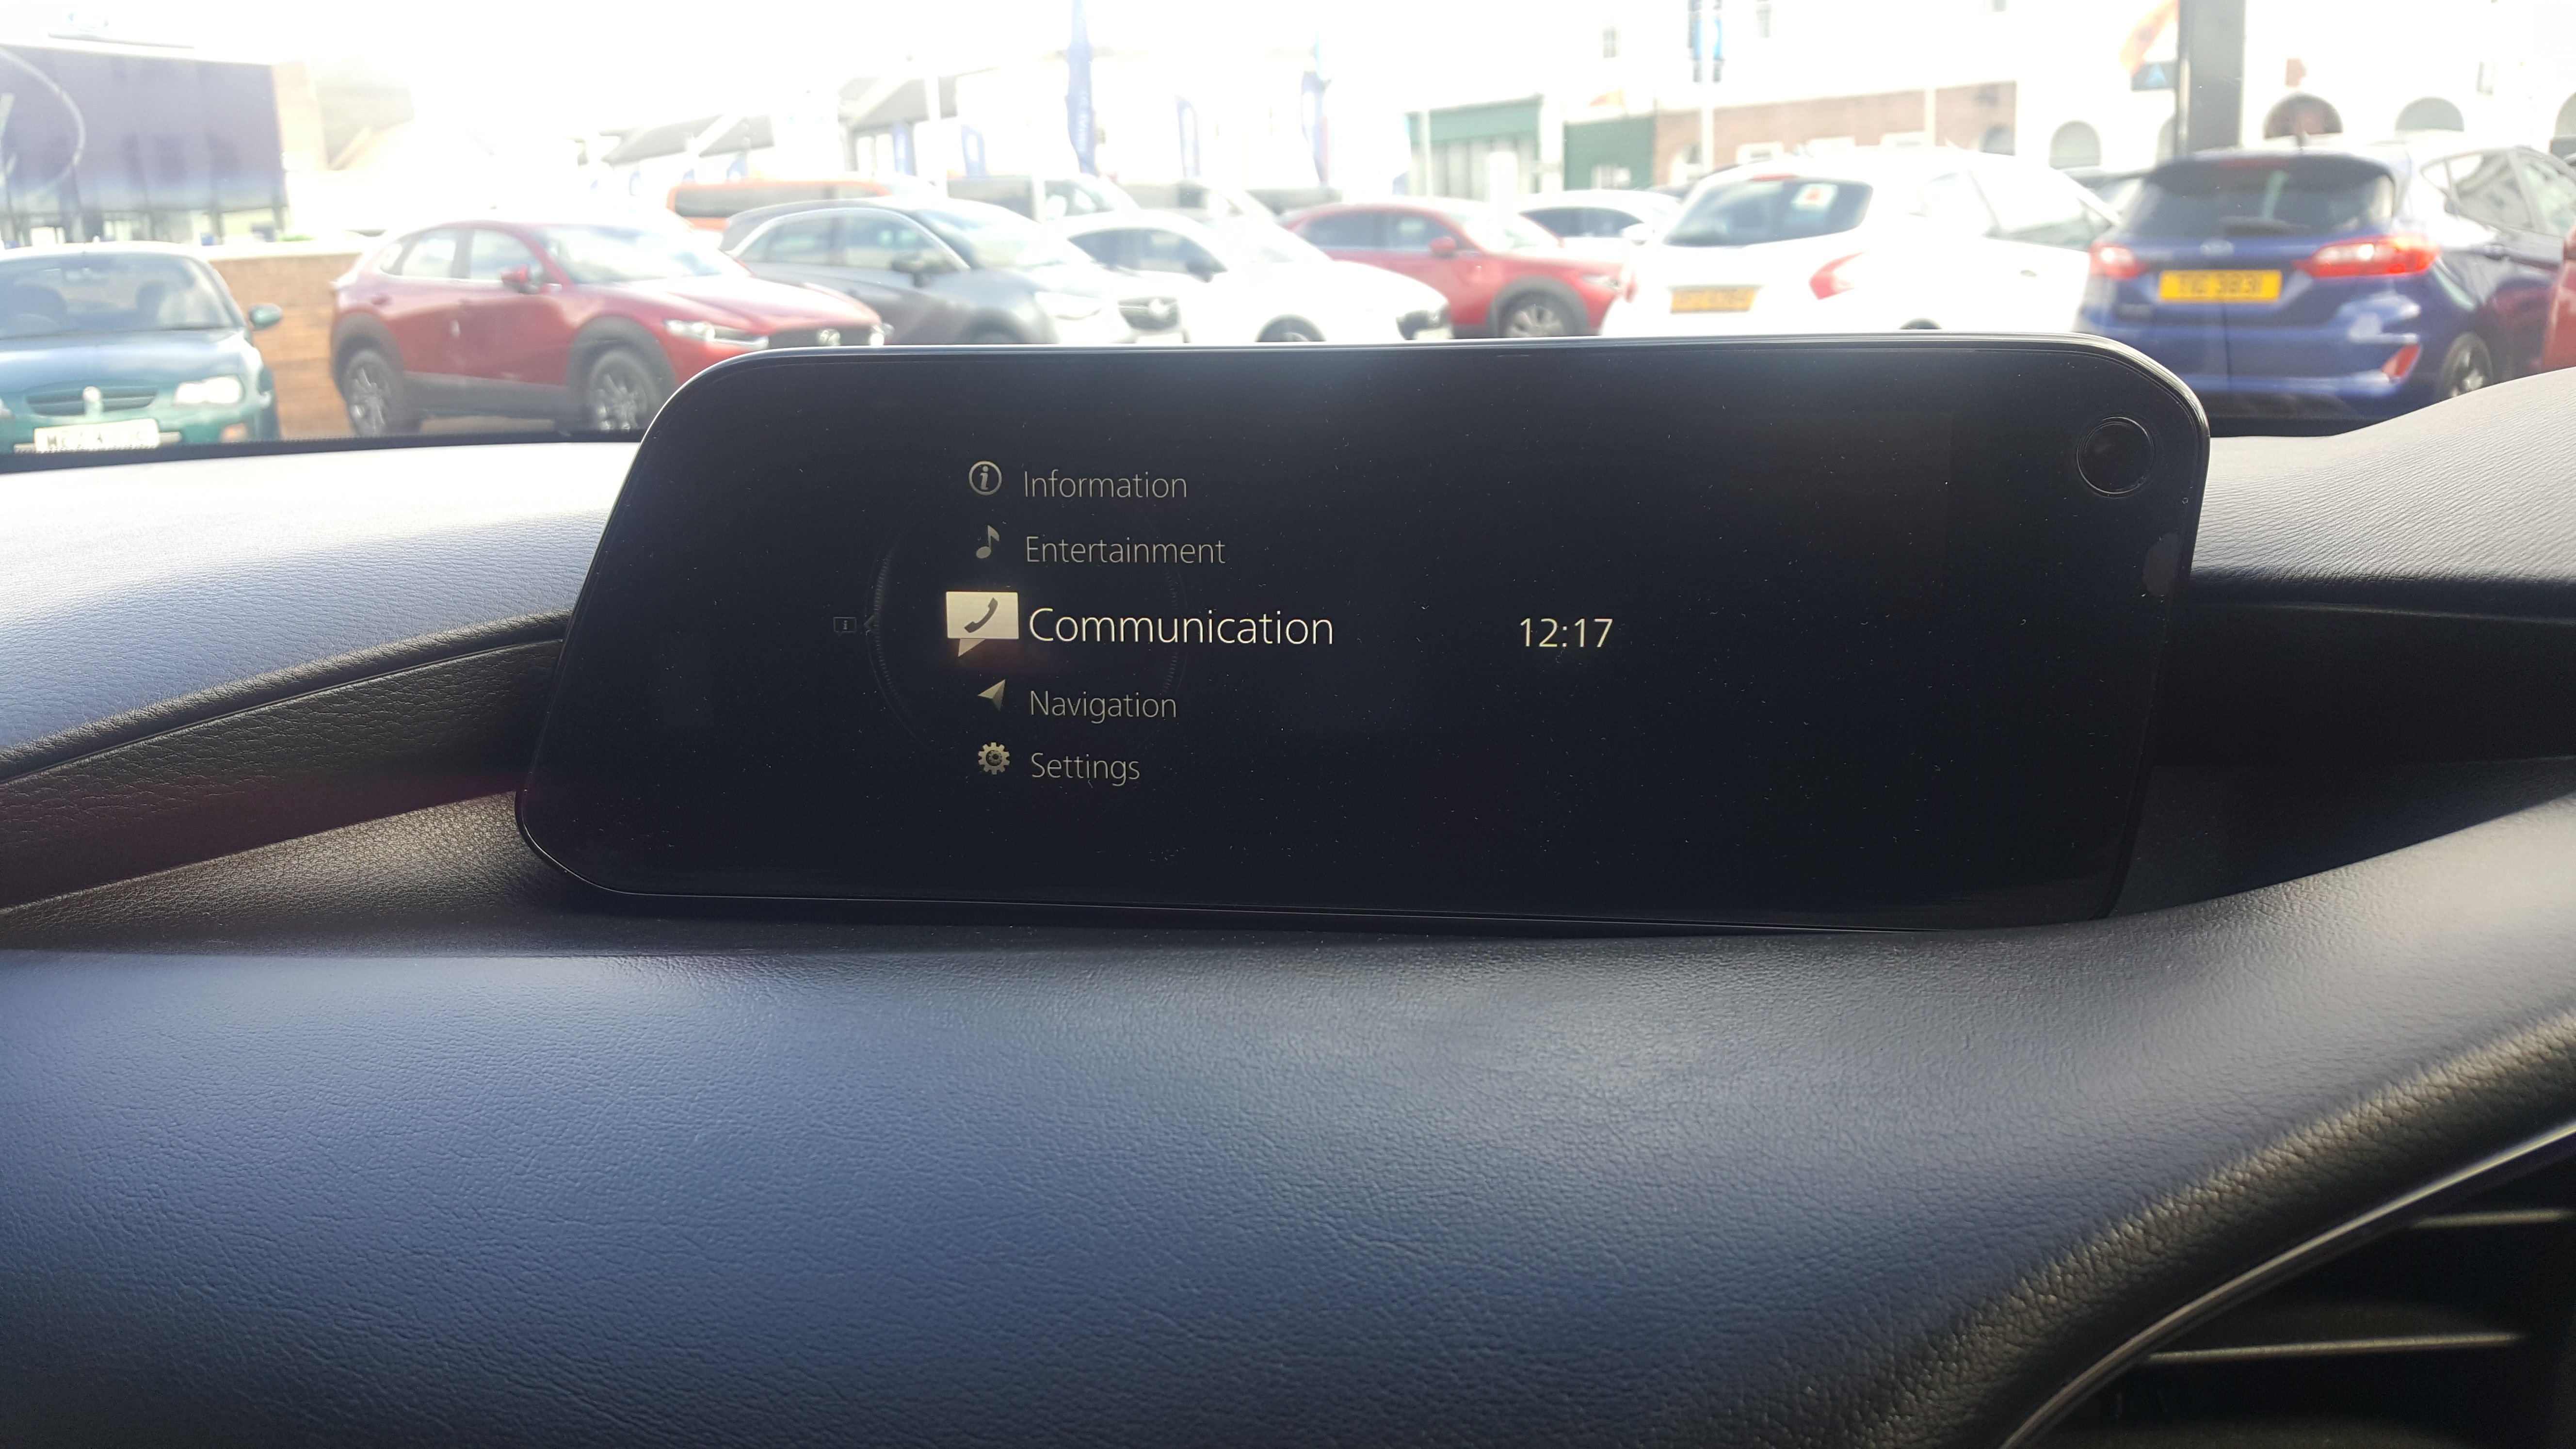 Information
Entertainment
Communication
12:17
Navigation
Settings